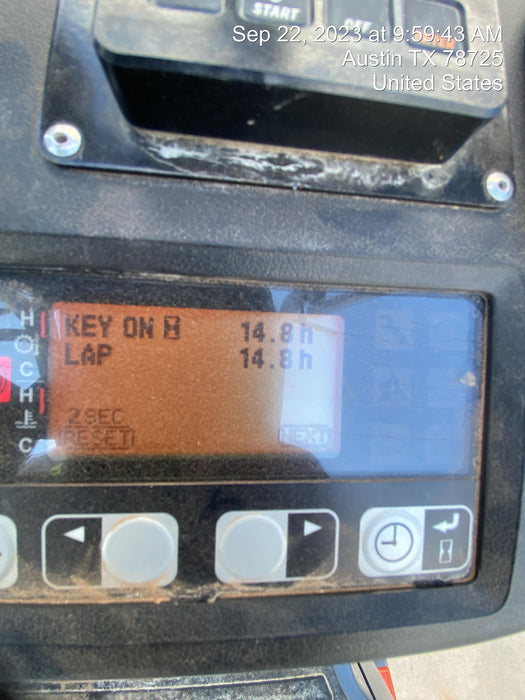 START
OFF
Sep 22, 2023 at 9:59:43 AM
Austin TX 78725
United States
H
C
H
C
KEY ON 14.8h
LAP 14.8h
2SEC
RESET NEXT